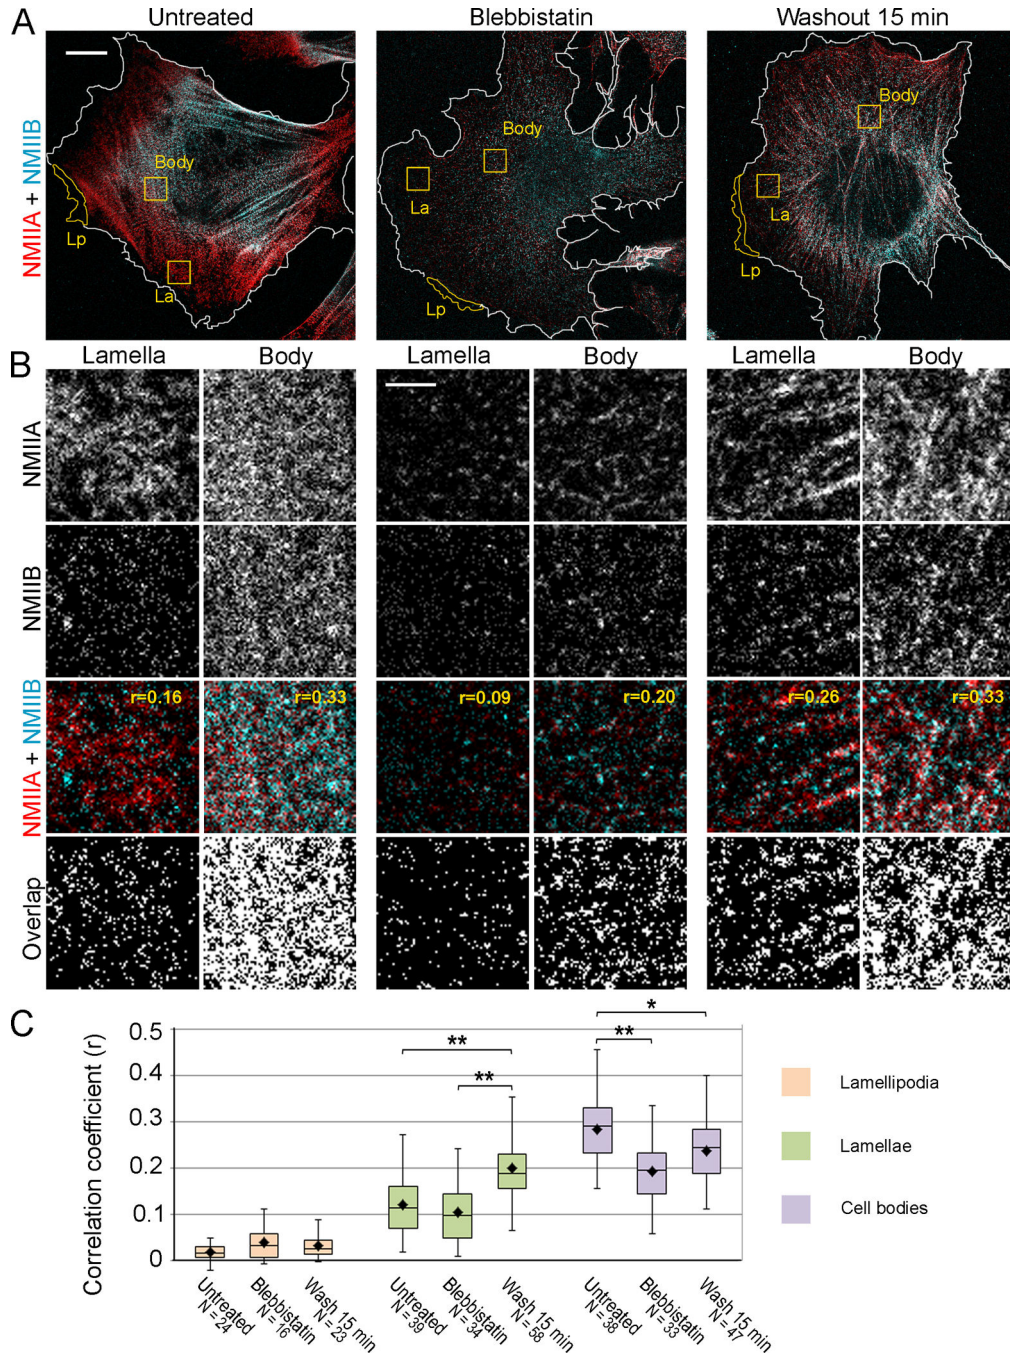 A
Untreated
Blebbistatin
Washout 15 min
NMIIA + NMIIB
Body
Lp
La
Body
La
Lp
Body
La
Lp
B
Lamella
Body
Lamella
Body
Lamella
Body
NMIIA
NMIIB
NMIIA + NMIIB
r=0.16
r=0.33
r=0.09
r=0.20
r=0.26
r=0.33
Overlap
C
Correlation coefficient (r)
0.5
0.4
0.3
0.2
0.1
0
**
**
**
*
Lamellipodia
Lamellae
Cell bodies
Untreated
N = 24
Blebbistatin
N = 16
Wash 15 min
N = 23
Untreated
N = 39
Blebbistatin
N = 34
Wash 15 min
N = 58
Untreated
N = 38
Blebbistatin
N = 33
Wash 15 min
N = 47